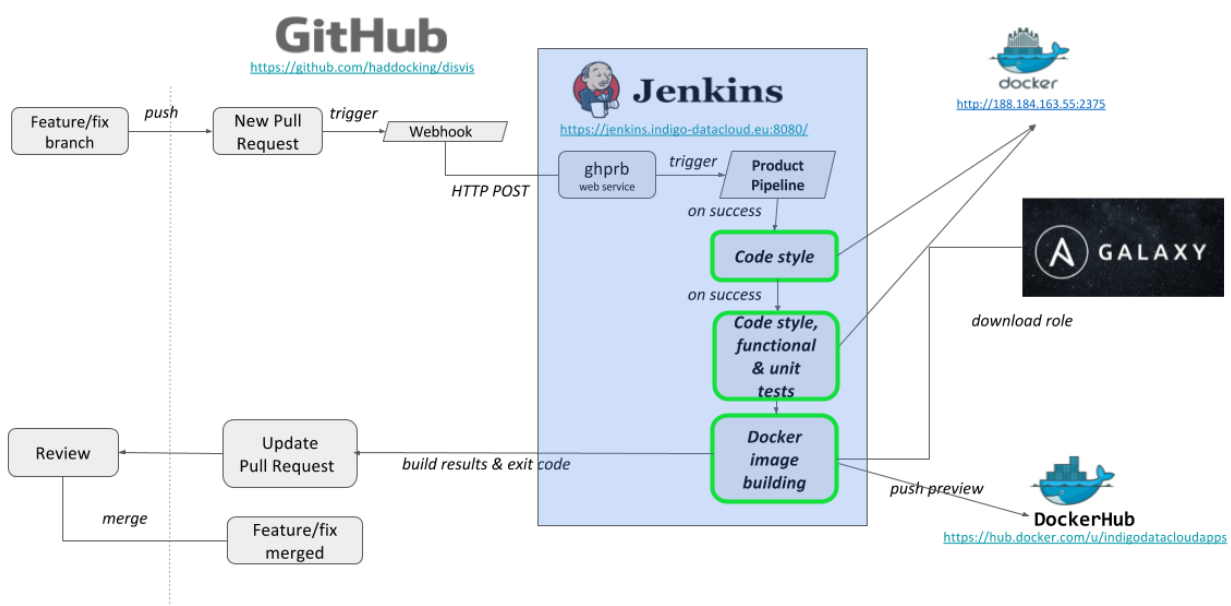 GitHub
https://github.com/haddocking/disvis
Jenkins
https://jenkins.indigo-datacloud.eu:8080/
docker
http://188.184.163.55:2375
Feature/fix
branch
push
New Pull
Request
trigger
Webhook
HTTP POST
ghprb
web service
trigger
Product
Pipeline
on success
Code style
on success
Code style,
functional
& unit
tests
A GALAXY
download role
Docker
image
building
build results & exit code
Update
Pull Request
Review
merge
Feature/fix
merged
push preview
DockerHub
https://hub.docker.com/u/indigodatacloudapps